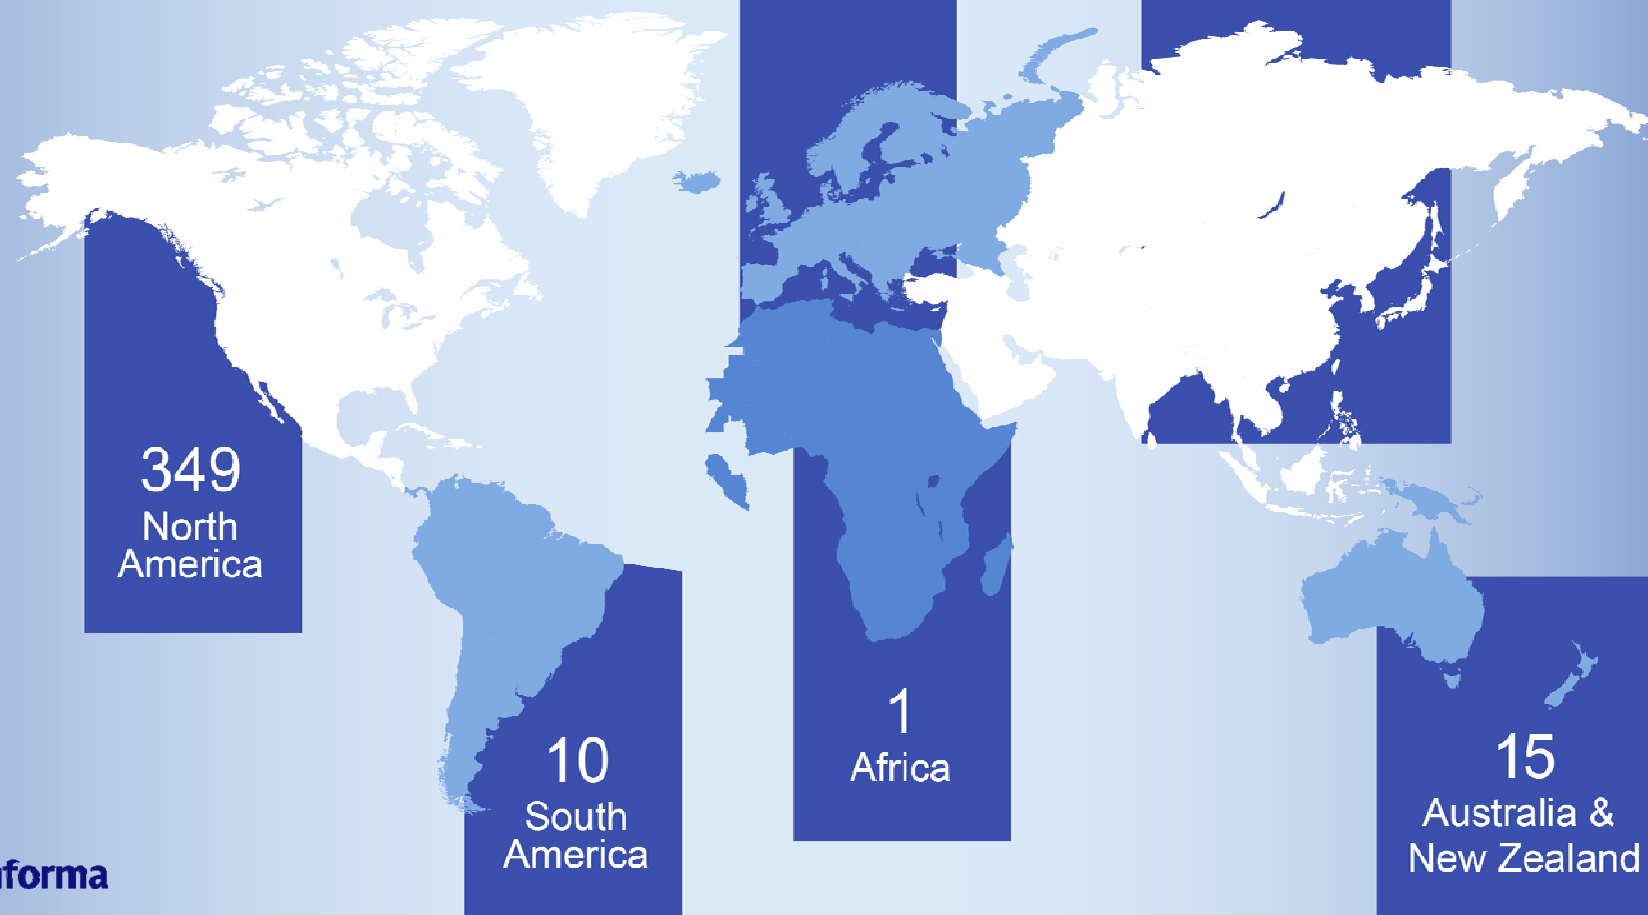 349
North
America
10
South
America
1
Africa
15
Australia &
New Zealand
forma